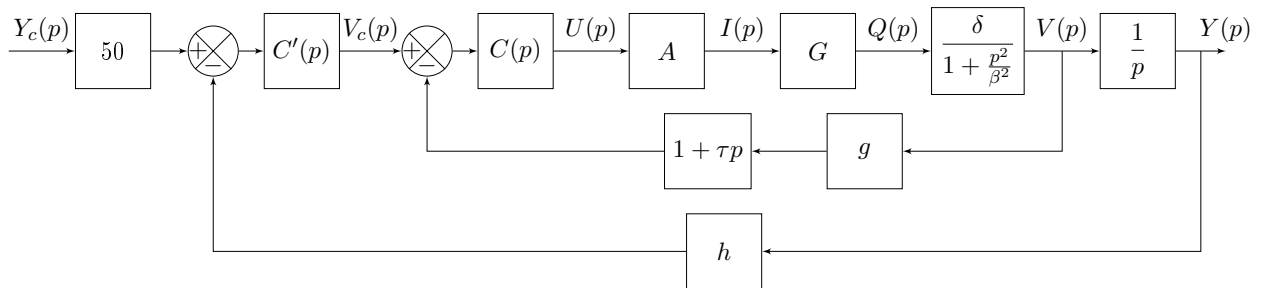 Y_c(p)
50
+
−
C′(p)
V_c(p)
+
−
C(p)
U(p)
A
I(p)
G
Q(p)
δ
1 + p²/β²
V(p)
1
p
Y(p)
1 + τp
g
h